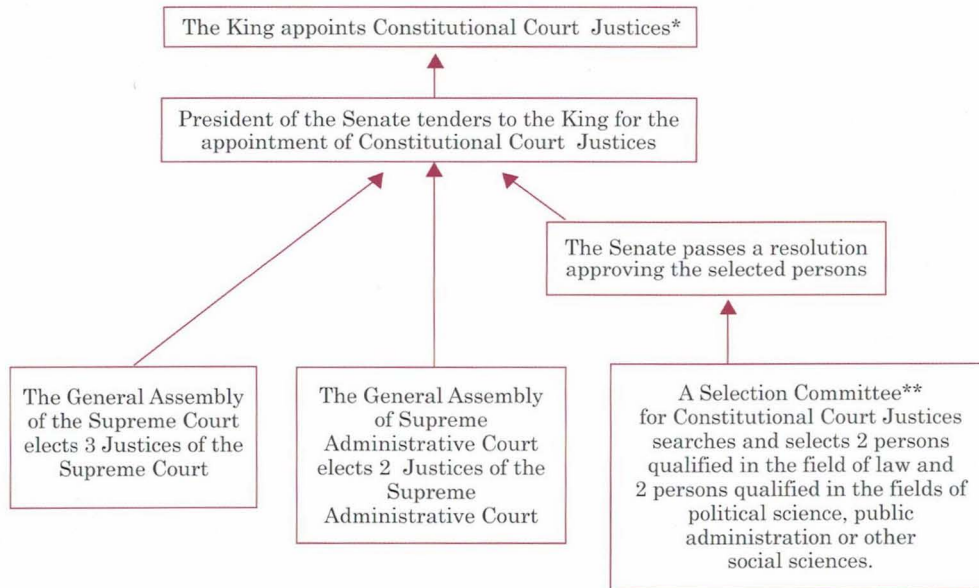 The King appoints Constitutional Court Justices*
President of the Senate tenders to the King for the
appointment of Constitutional Court Justices
The Senate passes a resolution
approving the selected persons
The General Assembly
of the Supreme Court
elects 3 Justices of the
Supreme Court
The General Assembly
of Supreme
Administrative Court
elects 2 Justices of the
Supreme
Administrative Court
A Selection Committee**
for Constitutional Court Justices
searches and selects 2 persons
qualified in the field of law and
2 persons qualified in the fields of
political science, public
administration or other
social sciences.